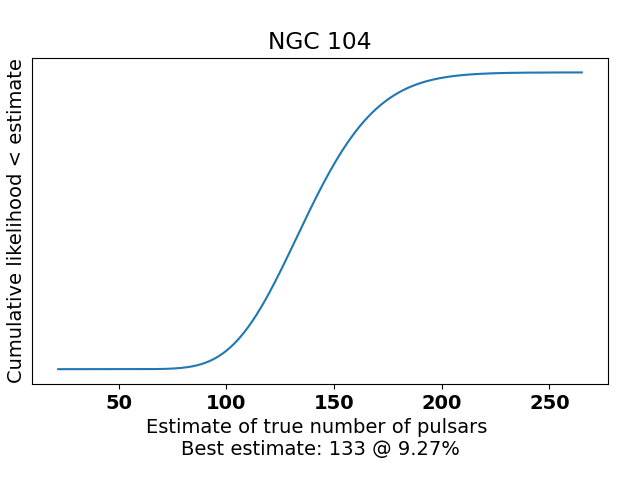 NGC 104
Cumulative likelihood < estimate
50 100 150 200 250
Estimate of true number of pulsars
Best estimate: 133 @ 9.27%